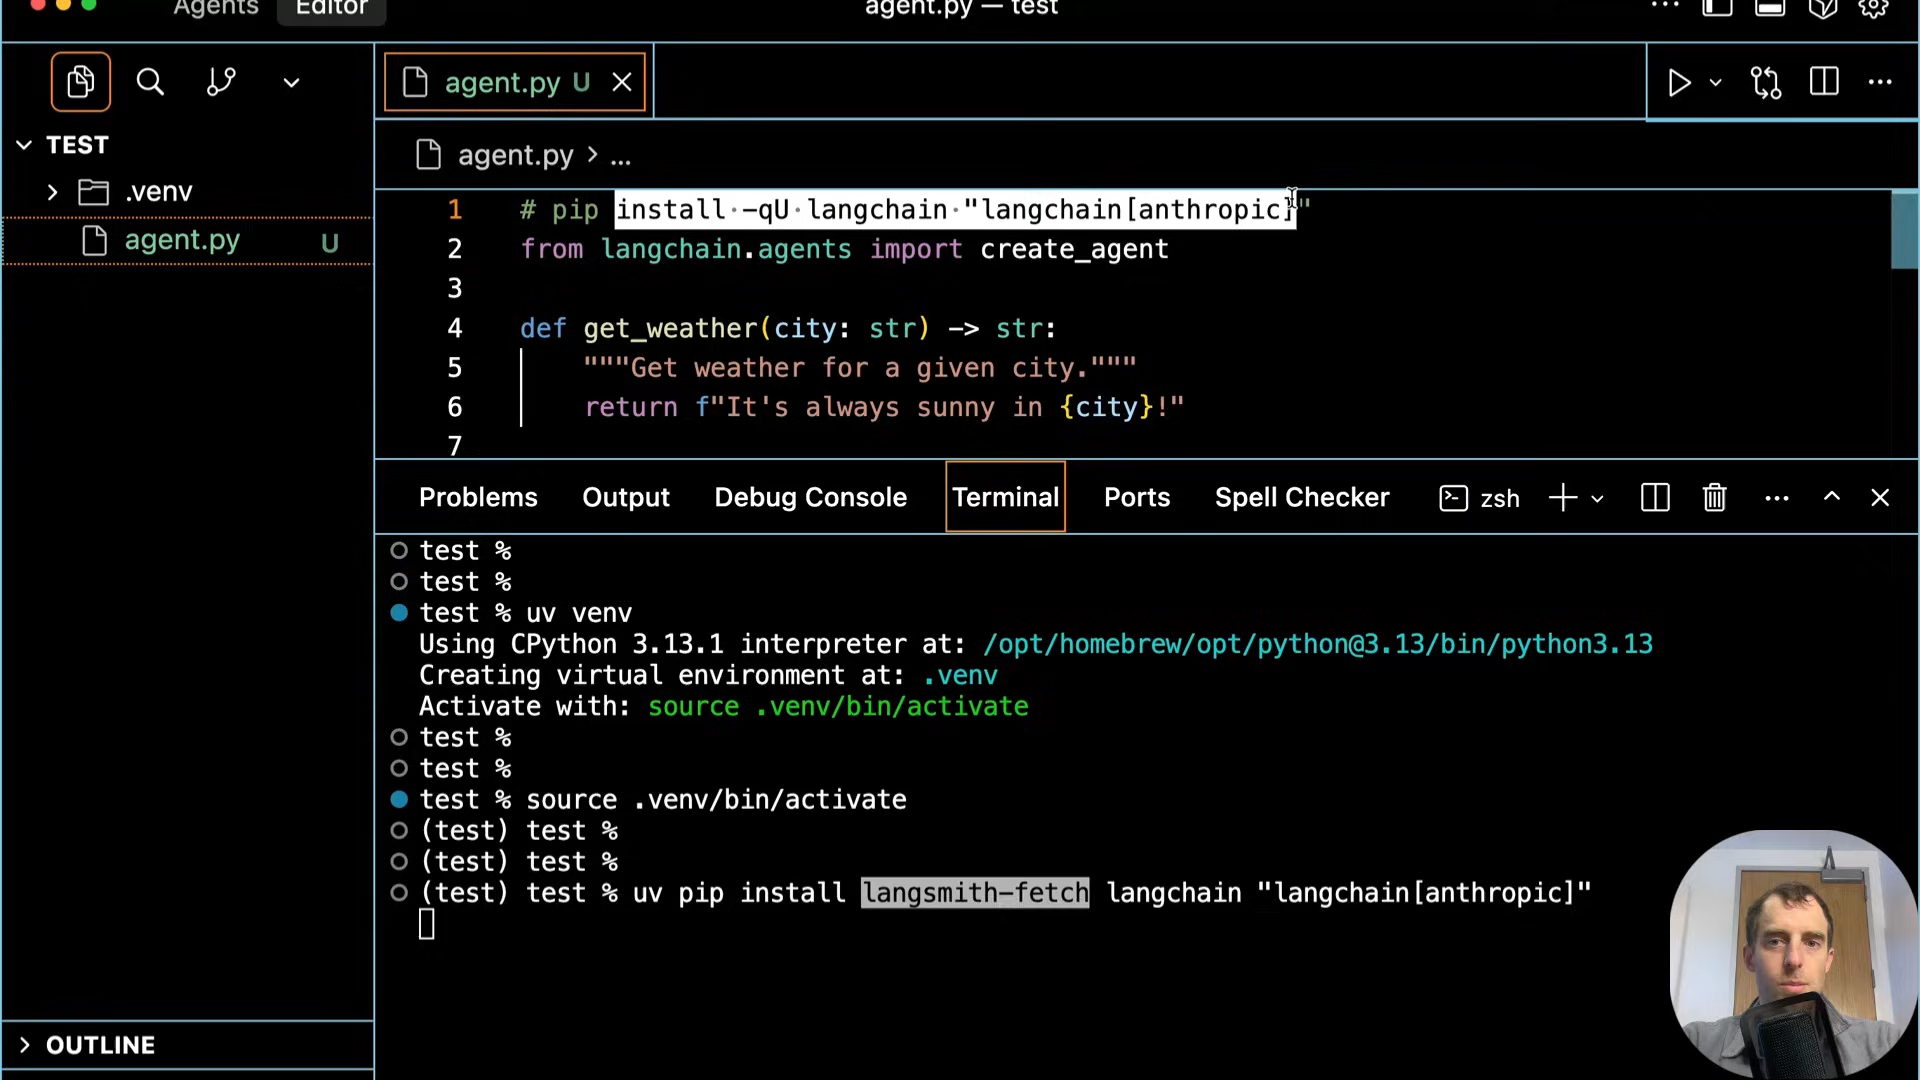 Agents Editor agent.py — test
agent.py U
TEST
.venv
agent.py U
OUTLINE
agent.py > ...
1 # pip install -qU langchain "langchain[anthropic]"
2 from langchain.agents import create_agent
3
4 def get_weather(city: str) -> str:
5 """Get weather for a given city."""
6 return f"It's always sunny in {city}!"
7
Problems Output Debug Console Terminal Ports Spell Checker zsh
test %
test %
test % uv venv
Using CPython 3.13.1 interpreter at: /opt/homebrew/opt/python@3.13/bin/python3.13
Creating virtual environment at: .venv
Activate with: source .venv/bin/activate
test %
test %
test % source .venv/bin/activate
(test) test %
(test) test %
(test) test % uv pip install langsmith-fetch langchain "langchain[anthropic]"